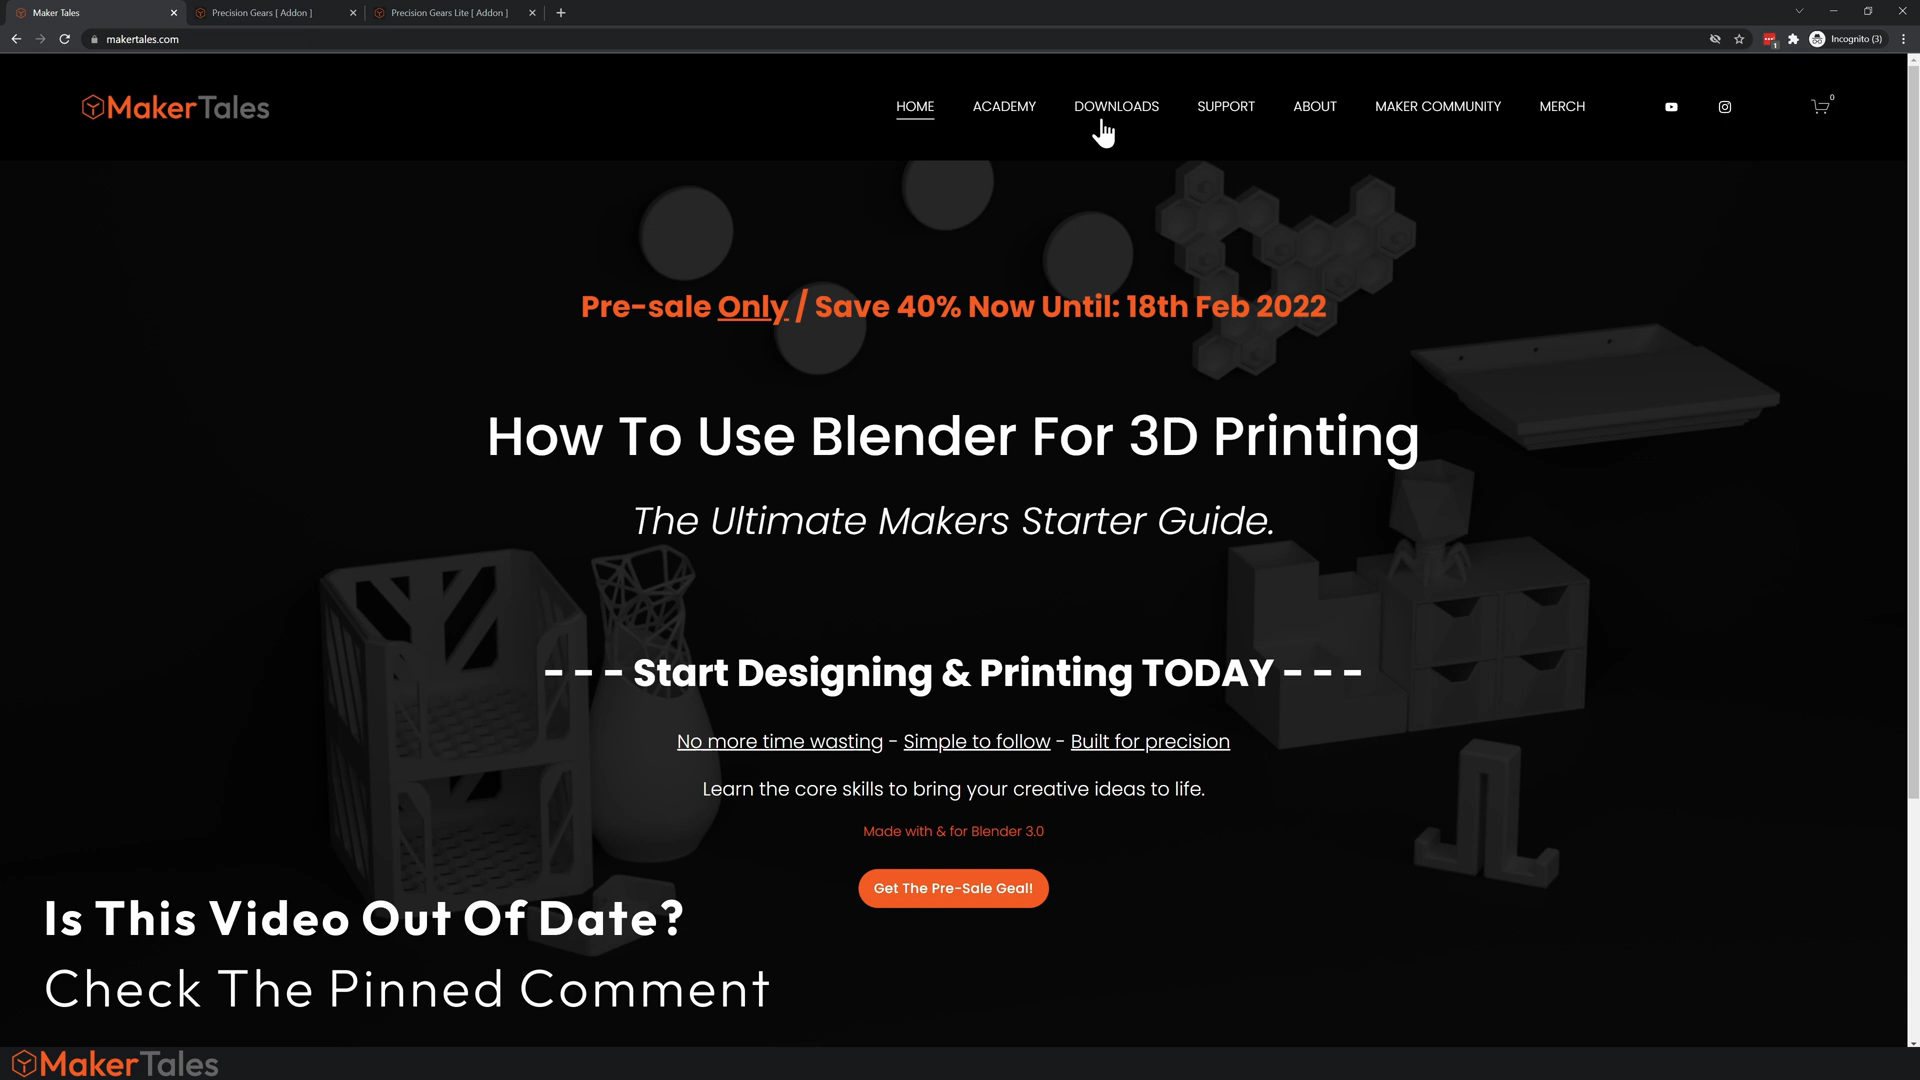 Maker Tales
Precision Gears [ Addon ]
Precision Gears Lite [ Addon ]
makertales.com
1
Incognito (3)
MakerTales
HOME
ACADEMY
DOWNLOADS
SUPPORT
ABOUT
MAKER COMMUNITY
MERCH
0
Pre-sale Only / Save 40% Now Until: 18th Feb 2022
How To Use Blender For 3D Printing
The Ultimate Makers Starter Guide.
- - - Start Designing & Printing TODAY - - -
No more time wasting - Simple to follow - Built for precision
Learn the core skills to bring your creative ideas to life.
Made with & for Blender 3.0
Get The Pre-Sale Geal!
Is This Video Out Of Date?
Check The Pinned Comment
MakerTales